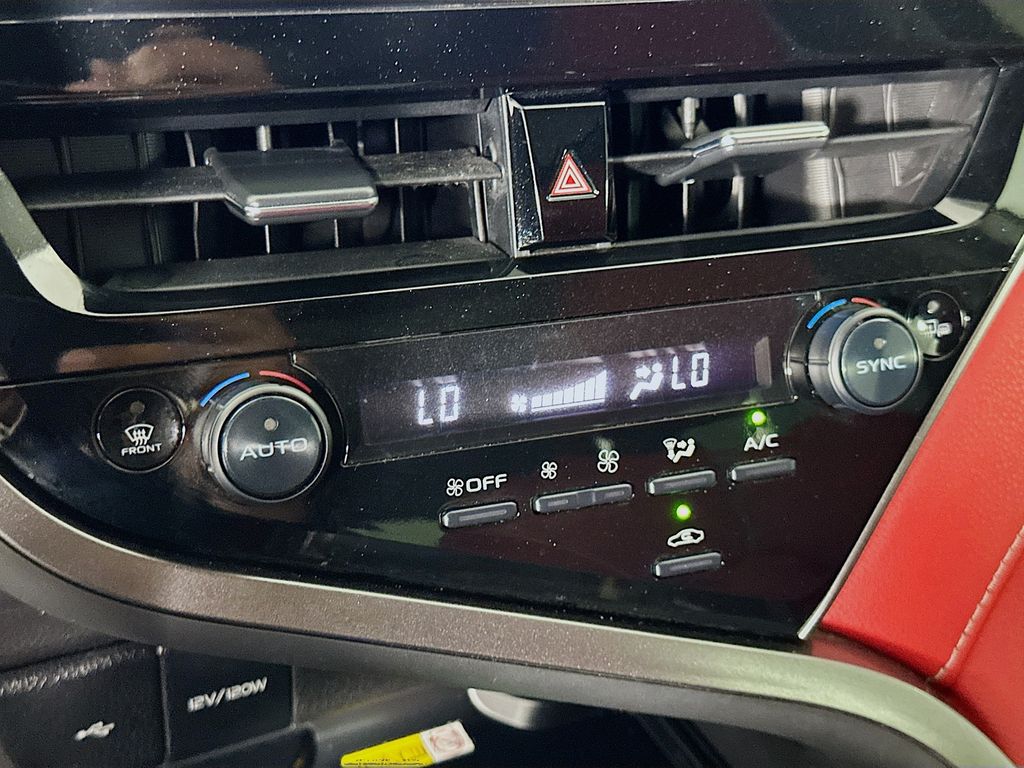 LO
LO
SYNC
FRONT
AUTO
OFF
A/C
12V/120W